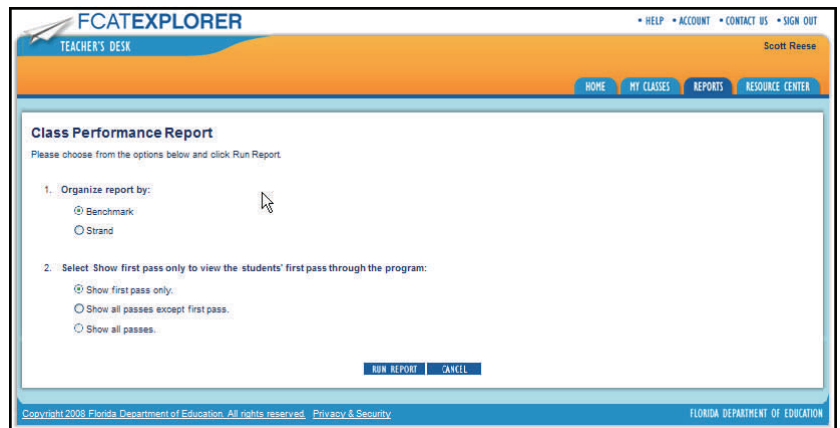 FCATEXPLORER
• HELP • ACCOUNT • CONTACT US • SIGN OUT
TEACHER'S DESK
Scott Reese
HOME MY CLASSES REPORTS RESOURCE CENTER
Class Performance Report
Please choose from the options below and click Run Report.
1. Organize report by:
Benchmark
Strand
2. Select Show first pass only to view the students' first pass through the program:
Show first pass only.
Show all passes except first pass.
Show all passes.
RUN REPORT CANCEL
Copyright 2008 Florida Department of Education. All rights reserved. Privacy & Security
FLORIDA DEPARTMENT OF EDUCATION